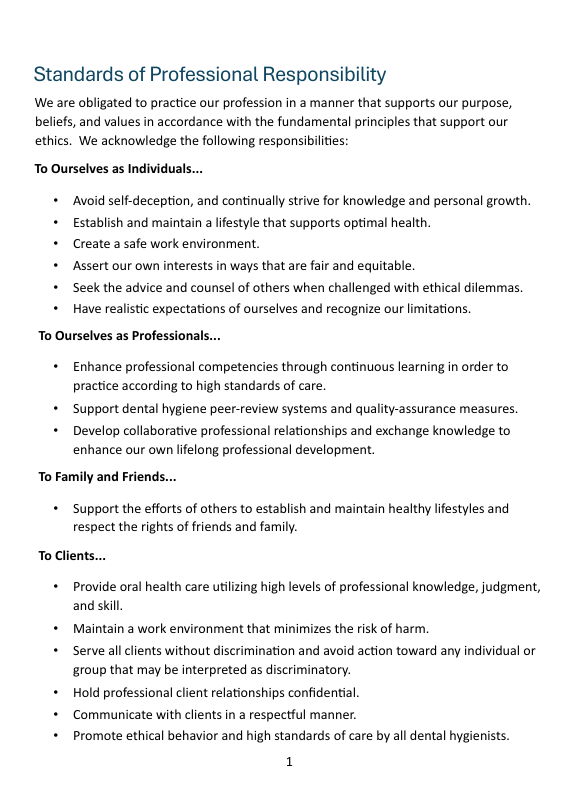 Standards of Professional Responsibility
We are obligated to practice our profession in a manner that supports our purpose,
beliefs, and values in accordance with the fundamental principles that support our
ethics.  We acknowledge the following responsibilities:
To Ourselves as Individuals...
• Avoid self-deception, and continually strive for knowledge and personal growth.
• Establish and maintain a lifestyle that supports optimal health.
• Create a safe work environment.
• Assert our own interests in ways that are fair and equitable.
• Seek the advice and counsel of others when challenged with ethical dilemmas.
• Have realistic expectations of ourselves and recognize our limitations.
To Ourselves as Professionals...
• Enhance professional competencies through continuous learning in order to
practice according to high standards of care.
• Support dental hygiene peer-review systems and quality-assurance measures.
• Develop collaborative professional relationships and exchange knowledge to
enhance our own lifelong professional development.
To Family and Friends...
• Support the efforts of others to establish and maintain healthy lifestyles and
respect the rights of friends and family.
To Clients...
• Provide oral health care utilizing high levels of professional knowledge, judgment,
and skill.
• Maintain a work environment that minimizes the risk of harm.
• Serve all clients without discrimination and avoid action toward any individual or
group that may be interpreted as discriminatory.
• Hold professional client relationships confidential.
• Communicate with clients in a respectful manner.
• Promote ethical behavior and high standards of care by all dental hygienists.
1